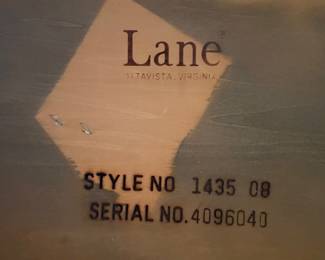 Lane
ALTAVISTA, VIRGINIA
STYLE NO 1435 08
SERIAL NO. 4096040